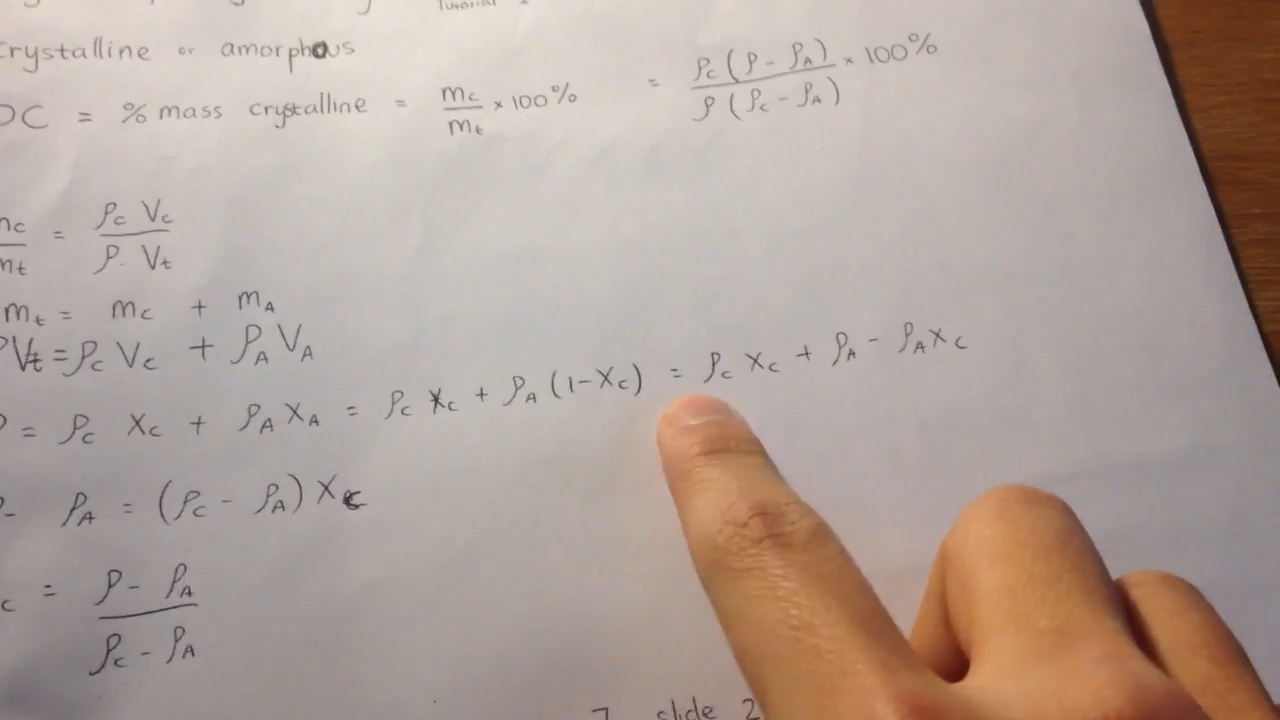 Tutorial
crystalline or amorphous
DC = % mass crystalline = mc/mt × 100% = ρc(ρ - ρA)/ρ(ρc - ρA) × 100%
mc/mt = ρc Vc/ρ. Vt
mt = mc + mA
ρVt = ρc Vc + ρA VA
ρ = ρc Xc + ρA XA = ρc Xc + ρA (1-Xc) = ρc Xc + ρA - ρA Xc
- ρA = (ρc - ρA) Xc
c = ρ - ρA/ρc - ρA
7 slide 2